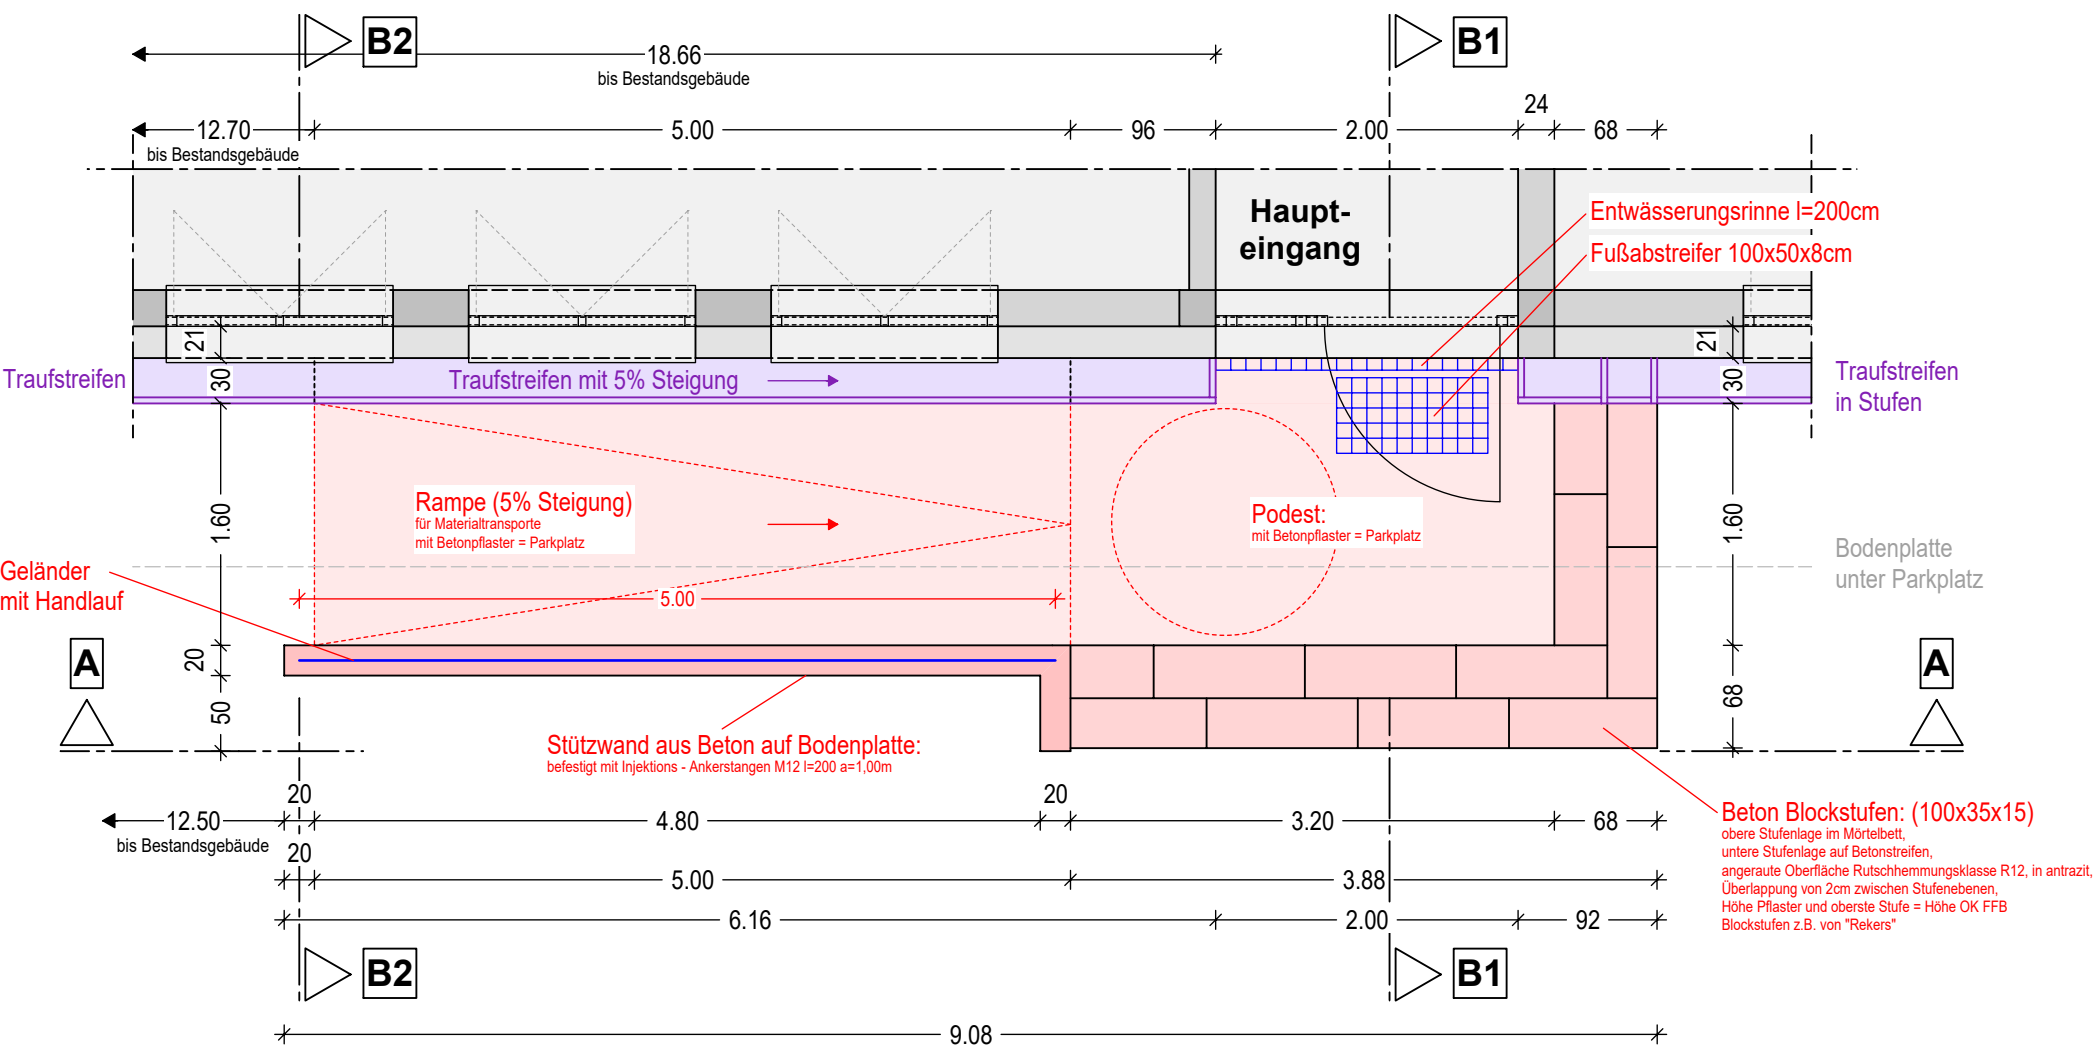 B2
B1
18.66
bis Bestandsgebäude
24
12.70
5.00
96
2.00
68
bis Bestandsgebäude
Haupt-
eingang
Entwässerungsrinne l=200cm
Fußabstreifer 100x50x8cm
21
21
Traufstreifen
30
Traufstreifen mit 5% Steigung
30
Traufstreifen
in Stufen
Rampe (5% Steigung)
für Materialtransporte
mit Betonpflaster = Parkplatz
Podest:
mit Betonpflaster = Parkplatz
1.60
1.60
Bodenplatte
unter Parkplatz
Geländer
mit Handlauf
5.00
A
20
A
50
68
Stützwand aus Beton auf Bodenplatte:
befestigt mit Injektions - Ankerstangen M12 l=200 a=1,00m
20
20
12.50
4.80
3.20
68
bis Bestandsgebäude
20
Beton Blockstufen: (100x35x15)
obere Stufenlage im Mörtelbett,
untere Stufenlage auf Betonstreifen,
angeraute Oberfläche Rutschhemmungsklasse R12, in antrazit,
Überlappung von 2cm zwischen Stufenebenen,
Höhe Pflaster und oberste Stufe = Höhe OK FFB
Blockstufen z.B. von "Rekers"
5.00
3.88
6.16
2.00
92
B2
B1
9.08